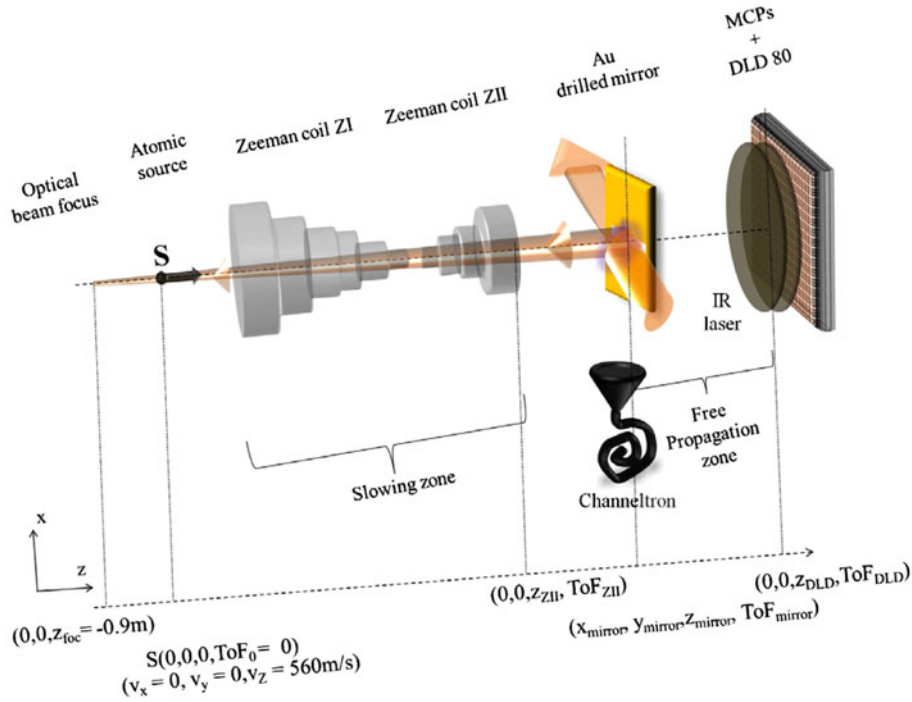 MCPs
+
DLD 80
Au
drilled mirror
Zeeman coil ZII
Zeeman coil ZI
Atomic
source
Optical
beam focus
S
IR
laser
Free
Propagation
zone
Channeltron
Slowing zone
x
z
(0,0,z_foc= -0.9m)
S(0,0,0,ToF_0= 0)
(v_x = 0, v_y = 0,v_Z = 560m/s)
(0,0,z_ZII, ToF_ZII)
(x_mirror, y_mirror,z_mirror, ToF_mirror)
(0,0,z_DLD,ToF_DLD)